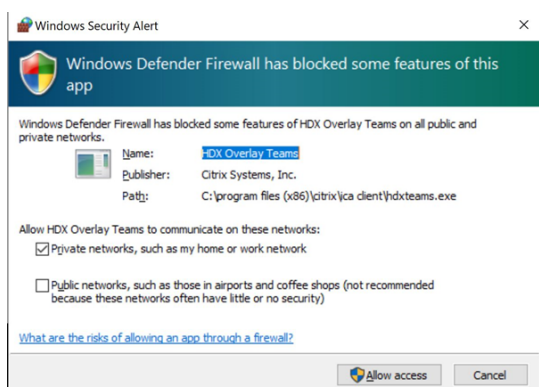 Windows Security Alert
Windows Defender Firewall has blocked some features of this
app
Windows Defender Firewall has blocked some features of HDX Overlay Teams on all public and
private networks.
Name: HDX Overlay Teams
Publisher: Citrix Systems, Inc.
Path: C:\program files (x86)\citrix\ica client\hdxteams.exe
Allow HDX Overlay Teams to communicate on these networks:
Private networks, such as my home or work network
Public networks, such as those in airports and coffee shops (not recommended
because these networks often have little or no security)
What are the risks of allowing an app through a firewall?
Allow access Cancel